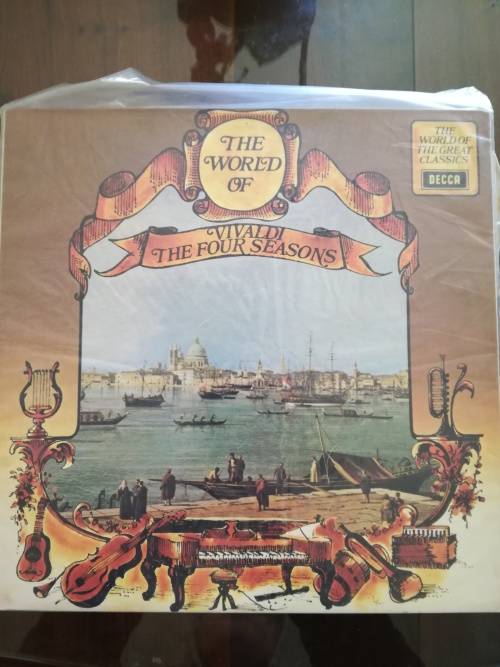 THE
WORLD
OF
VIVALDI
THE FOUR SEASONS
THE
WORLD OF
THE GREAT
CLASSICS
DECCA